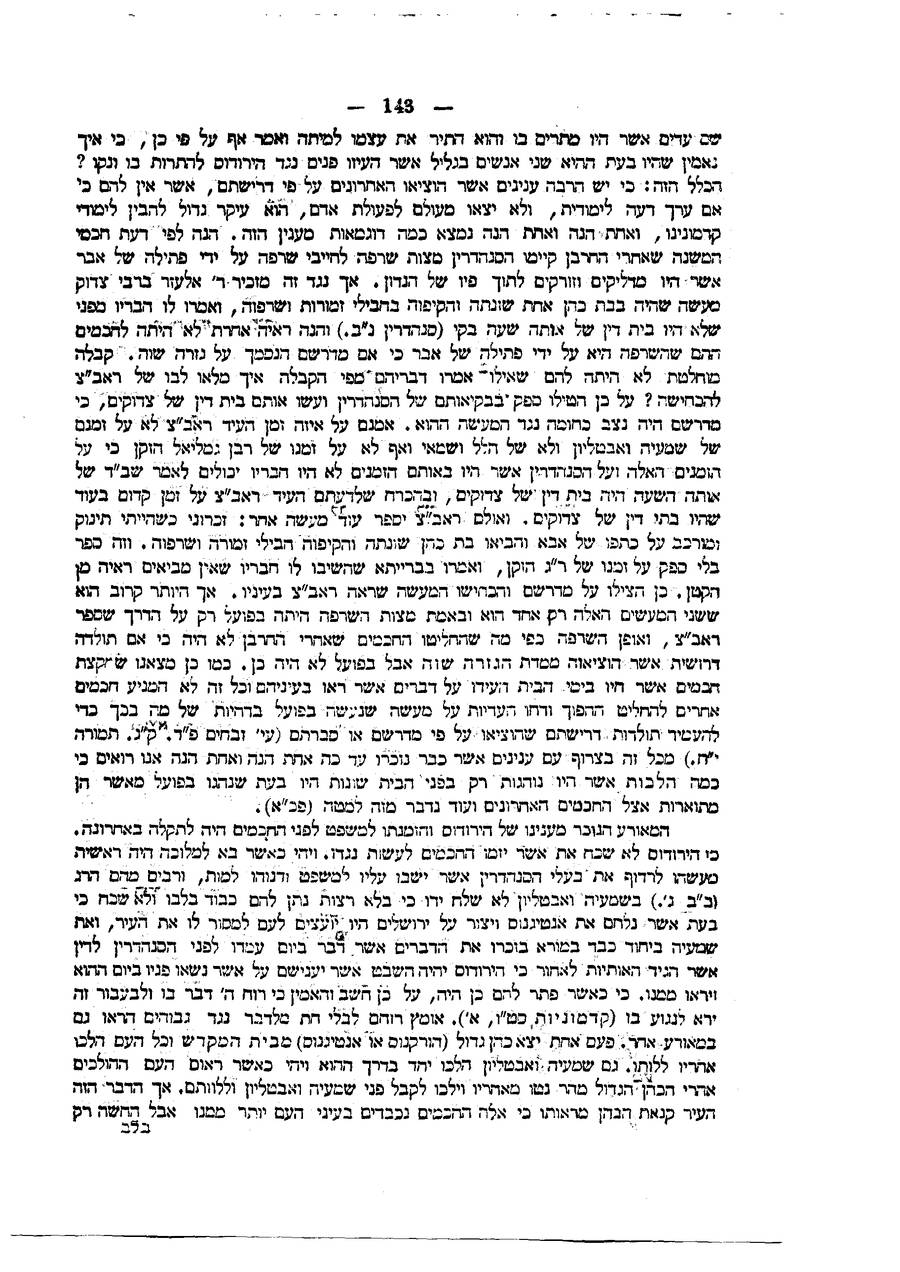 — 143 —
שם עדים אשר היו מתרים בו והוא התיר את עצמו למיתה ואמר אף על פי כן, כי איך
נאמין שהיו בעת ההיא שני אנשים בגליל אשר העיזו פנים נגד הירודוס להתרות בו ונקו?
הכלל הזה: כי יש הרבה ענינים אשר הוציאו האחרונים על פי דרישתם, אשר אין להם כי
אם ערך דעה לימודית, ולא יצאו מעולם לפעולת אדם, הוא עיקר גדול להבין לימודי
קדמונינו, ואחת הנה ואחת הנה נמצא כמה דוגמאות מענין הזה. הנה לפי דעת חכמי
המשנה שאחרי החרבן קיימו הסנהדרין מצות שרפה לחייבי שרפה על ידי פתילה של אבר
אשר היו מדליקים וזורקים לתוך פיו של הנדון. אך נגד זה מזכיר ר' אלעזר ברבי צדוק
מעשה שהיה בבת כהן אחת שזנתה והקיפוה בחבילי זמורות ושרפוה, ואמרו לו חבריו מפני
שלא היו בית דין של אותה שעה בקי (סנהדרין נ"ב.) והנה ראיה אחרת לא היתה לחכמים
ההם שהשרפה היא על ידי פתילה של אבר כי אם מדרשם הנסמך על גזרה שוה. קבלה
מוחלטת לא היתה להם שאילו אמרו דבריהם מפי הקבלה איך מלאו לבו של ראב"צ
להכחישה? על כן הטילו ספק בבקיאותם של הסנהדרין ועשו אותם בית דין של צדוקים, כי
מדרשם היה נצב כחומה נגד המעשה ההוא. אמנם על איזה זמן העיד ראב"צ לא על זמנם
של שמעיה ואבטליון ולא של הלל ושמאי ואף לא על זמנו של רבן גמליאל הזקן כי על
הזמנים האלה ועל הסנהדרין אשר היו באותם הזמנים לא היו חבריו יכולים לאמר שב"ד של
אותה השעה היה בית דין של צדוקים, ובהכרח שלדעתם העיד ראב"צ על זמן קדום בעוד
שהיו בתי דין של צדוקים. ואולם ראב"צ יספר עוד מעשה אחר: זכרוני כשהייתי תינוק
ומורכב על כתפו של אבא והביאו בת כהן שזנתה והקיפוה חבילי זמורה ושרפוה. וזה ספר
בלי ספק על זמנו של ר"ג הזקן, ואמרו בברייתא שהשיבו לו חבריו שאין מביאים ראיה מן
הקטן. כן הצילו על מדרשם והכחישו המעשה שראה ראב"צ בעיניו. אך היותר קרוב הוא
ששני המעשים האלה רק אחד הוא ובאמת מצות השרפה היתה בפועל רק על הדרך שספר
ראב"צ, ואופן השרפה כפי מה שהחליטו החכמים שאחרי החרבן לא היה כי אם תולדה
דרושית אשר הוציאוה ממדת הגזרה שוה אבל בפועל לא היה כן. כמו כן מצאנו שקצת
חכמים אשר חיו בימי הבית העידו על דברים אשר ראו בעיניהם וכל זה לא המניע חכמים
אחרים להחליט ההפוך ודחו העדיות על מעשה שנעשה בפועל בדחיות של מה בכך כדי
להעמיד תולדות דרישתם שהוציאו על פי מדרשם או סברתם (עי' זבחים פ"ד. ק"ג. תמורה
י"ח.) מכל זה בצרוף עם ענינים אשר כבר נזכרו עד כה אחת הנה ואחת הנה אנו רואים כי
כמה הלכות אשר היו נוהגות רק בפני הבית שונות היו בעת שנהגו בפועל מאשר הן
מתוארות אצל החכמים האחרונים ועוד נדבר מזה למטה (פכ"א).
המאורע הנזכר מענינו של הירודוס והזמנתו למשפט לפני החכמים היה לתקלה באחרונה.
כי הירודוס לא שכח את אשר יזמו החכמים לעשות נגדו. ויהי כאשר בא למלוכה היה ראשית
מעשהו לרדוף את בעלי הסנהדרין אשר ישבו עליו למשפט ודנוהו למות, ורבים מהם הרג
(ב"ב ג'.) בשמעיה ואבטליון לא שלח ידו כי בלא רצות נתן להם כבוד בלבו ולא שכח כי
בעת אשר נלחם את אנטיגנוס ויצור על ירושלים היו יועצים לעם למסור לו את העיר, ואת
שמעיה ביחוד כבד במורא בזכרו את הדברים אשר דבר ביום עמדו לפני הסנהדרין לדין
אשר הגיד האותיות לאחור כי הירודוס יהיה השבט אשר יענישם על אשר נשאו פניו ביום ההוא
ויראו ממנו. כי כאשר פתר להם כן היה, על כן חשב והאמין כי רוח ה' דבר בו ולבעבור זה
ירא לנגוע בו (קדמוניות כט"ו, א'). אומץ רוחם לבלי חת מלדבר נגד גבוהים הראו גם
במאורע אחר. פעם אחת יצא כהן גדול (הורקנוס או אנטיגנוס) מבית המקדש וכל העם הלכו
אחריו ללותו. גם שמעיה ואבטליון הלכו יחד בדרך ההוא ויהי כאשר ראום העם ההולכים
אחרי הכהן הגדול מהר נטו מאחריו וילכו לקבל פני שמעיה ואבטליון וללוותם. אך הדבר הזה
העיר קנאת הכהן מראותו כי אלה החכמים נכבדים בעיני העם יותר ממנו אבל החשה רק
בלב